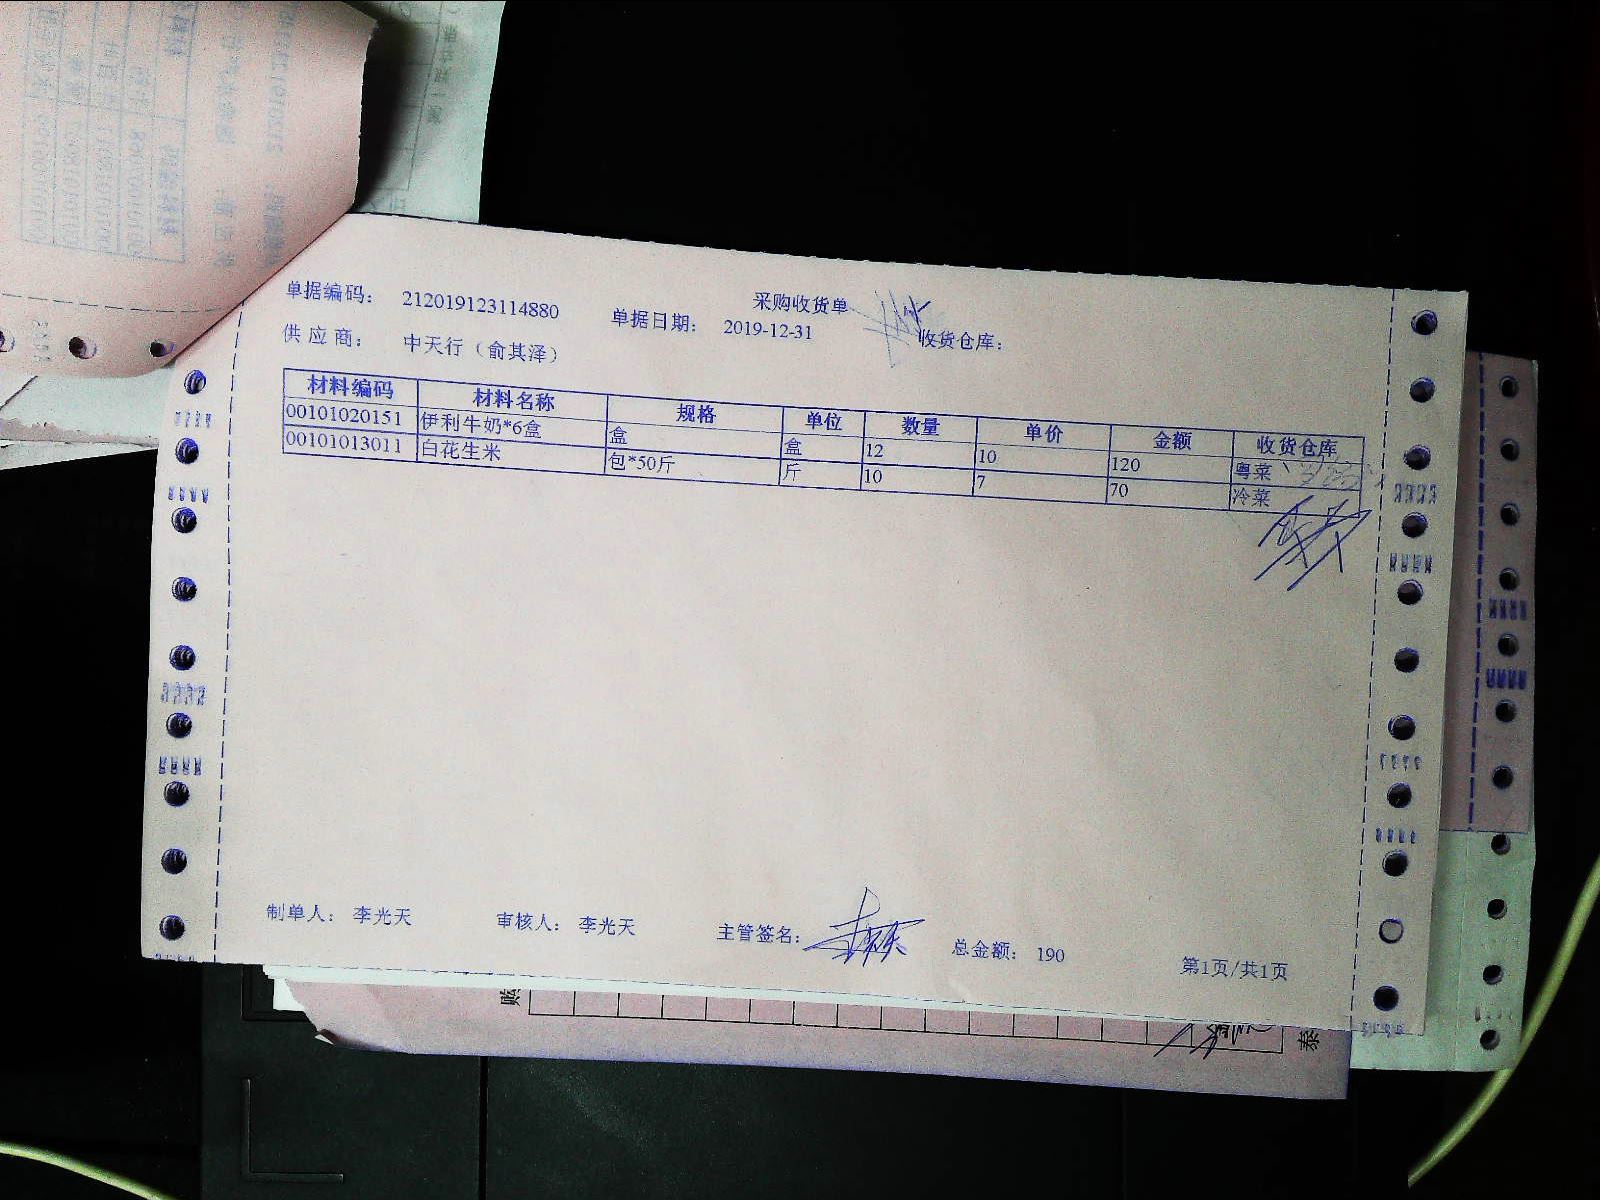 采购收货单
单据编码： 212019123114880 单据日期： 2019-12-31 收货仓库：
供 应 商： 中天行（俞其泽）
材料编码 材料名称 规格 单位 数量 单价 金额 收货仓库
00101020151 伊利牛奶*6盒 盒 盒 12 10 120 粤菜
00101013011 白花生米 包*50斤 斤 10 7 70 冷菜
制单人： 李光天 审核人： 李光天 主管签名： 总金额： 190 第1页/共1页
购
泰